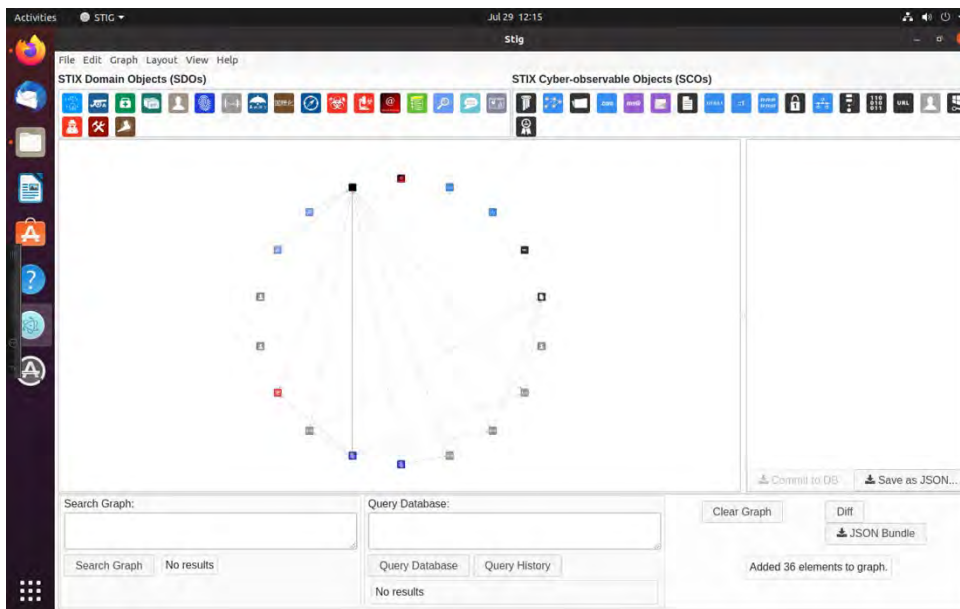 Activities STIG Jul 29 12:15
Stig
File Edit Graph Layout View Help
STIX Domain Objects (SDOs) STIX Cyber-observable Objects (SCOs)
URL
Commit to DB Save as JSON...
Search Graph: Query Database:
Clear Graph Diff
JSON Bundle
Search Graph No results Query Database Query History Added 36 elements to graph.
No results